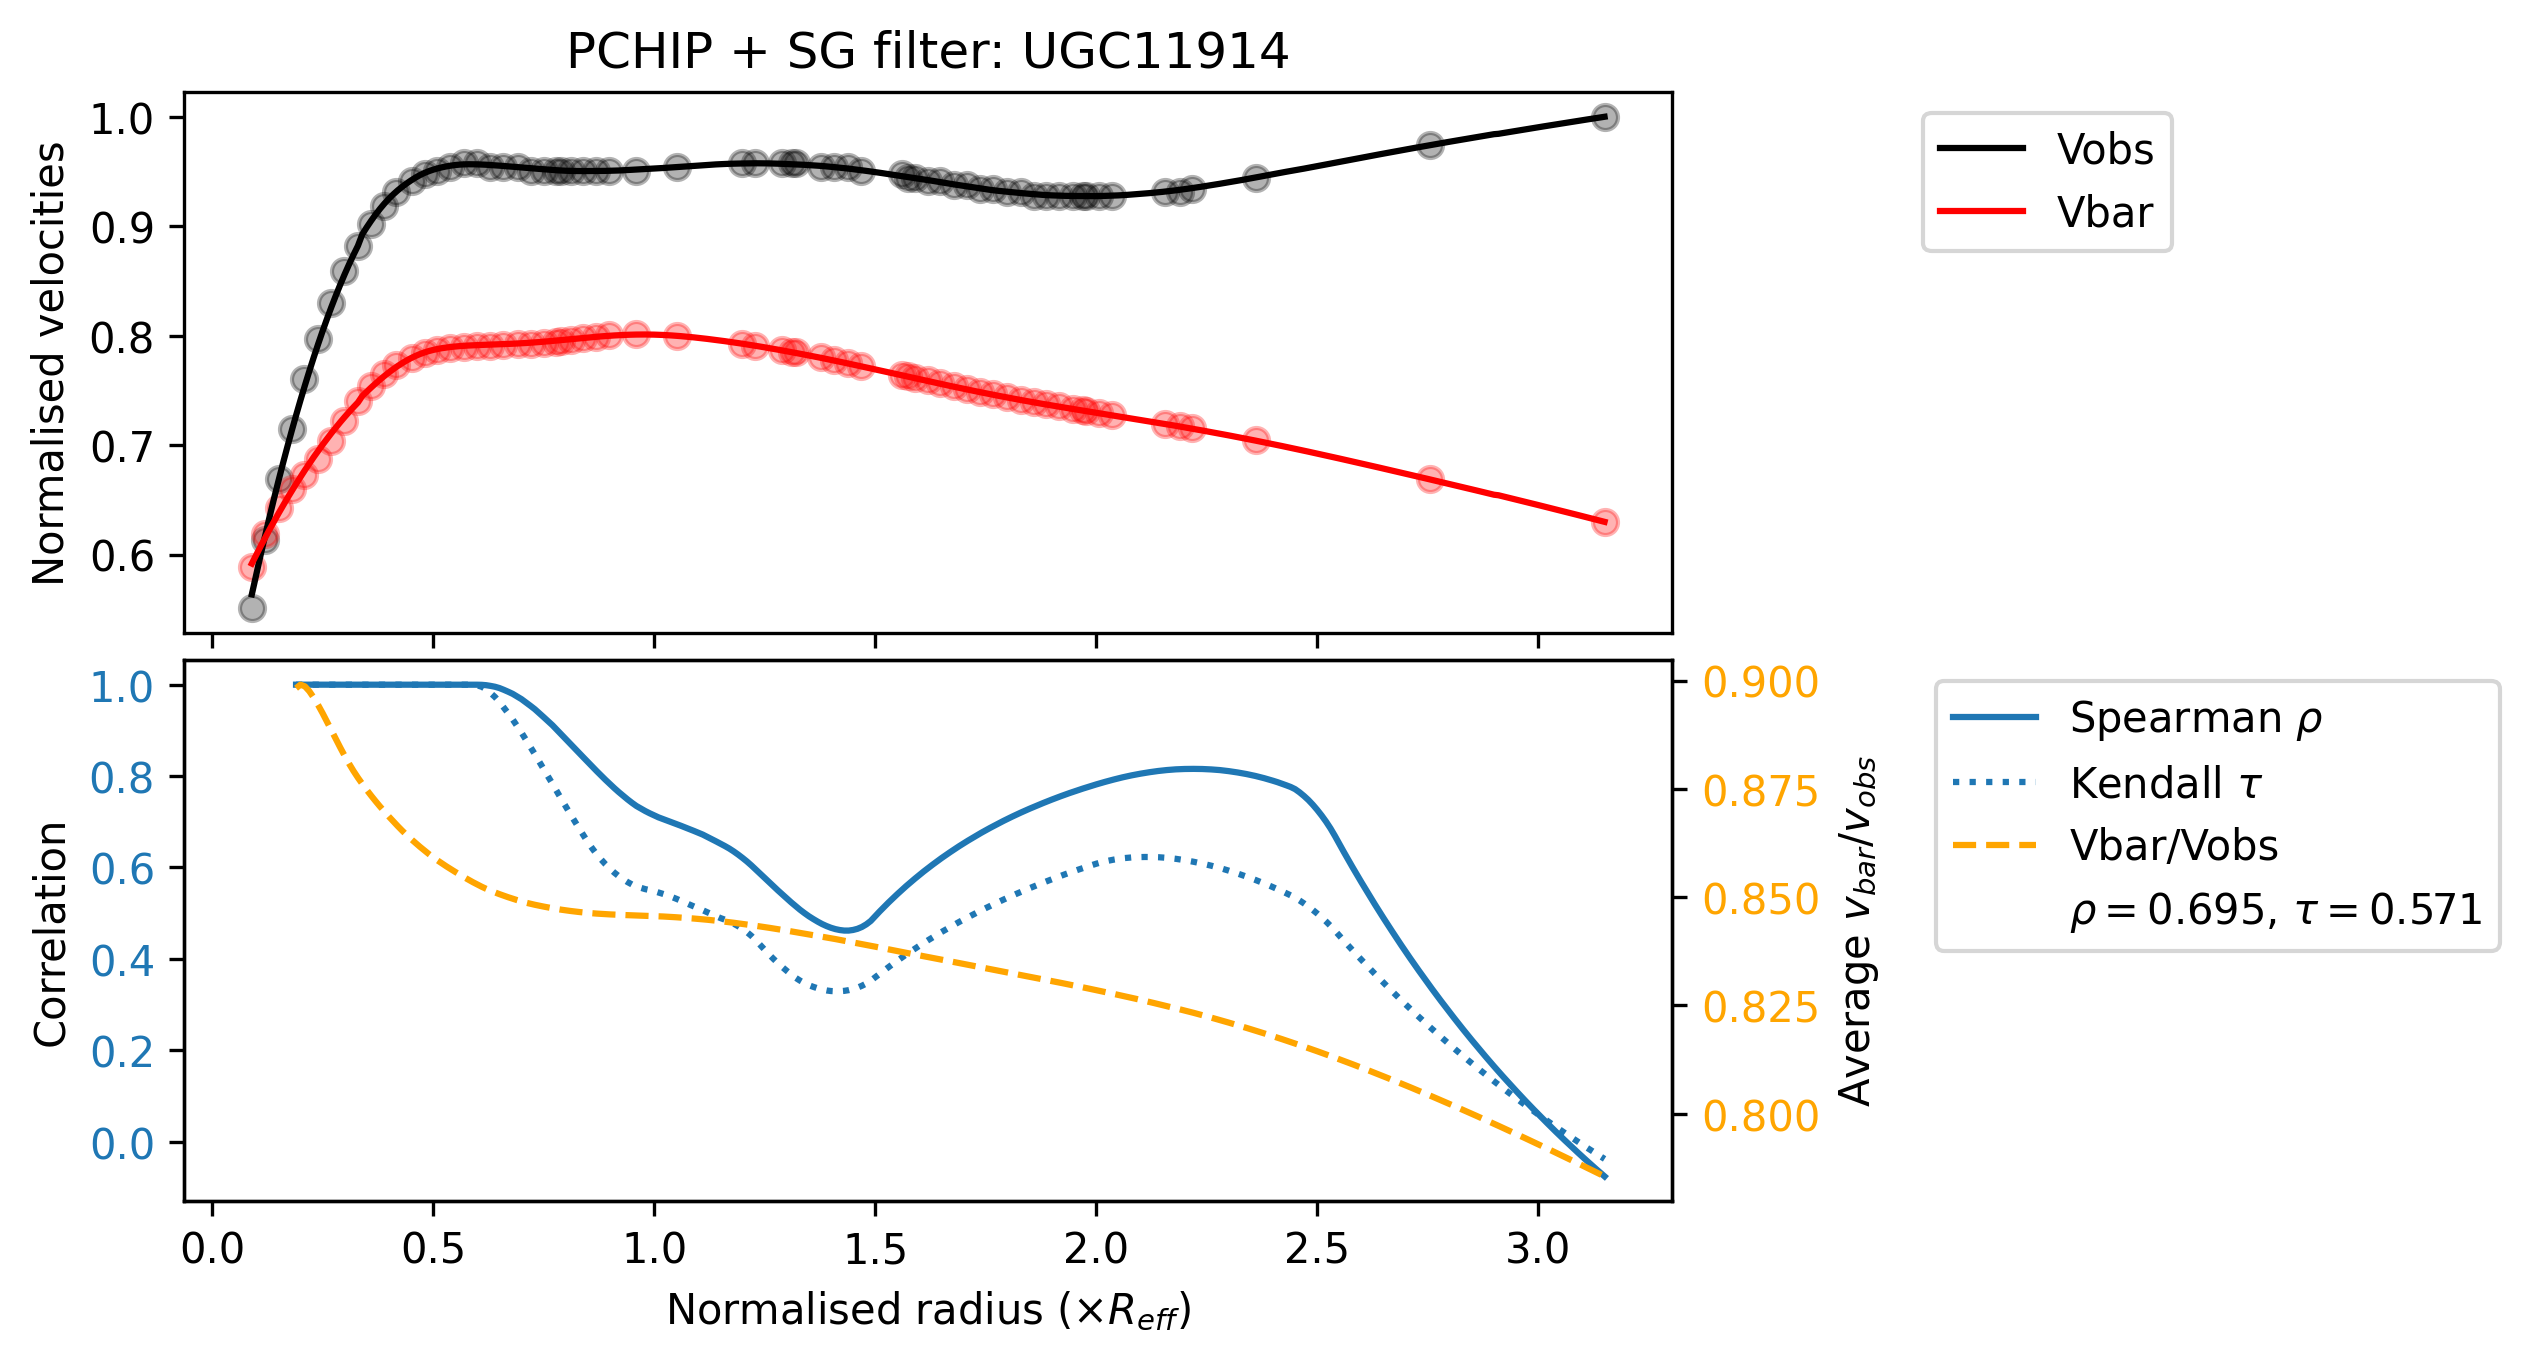 PCHIP + SG filter: UGC11914
Normalised velocities
1.0
0.9
0.8
0.7
0.6
Vobs
Vbar
Correlation
1.0
0.8
0.6
0.4
0.2
0.0
0.900
0.875
0.850
0.825
0.800
Average v_bar/v_obs
Spearman ρ
Kendall τ
Vbar/Vobs
ρ = 0.695, τ = 0.571
0.0 0.5 1.0 1.5 2.0 2.5 3.0
Normalised radius (×R_eff)